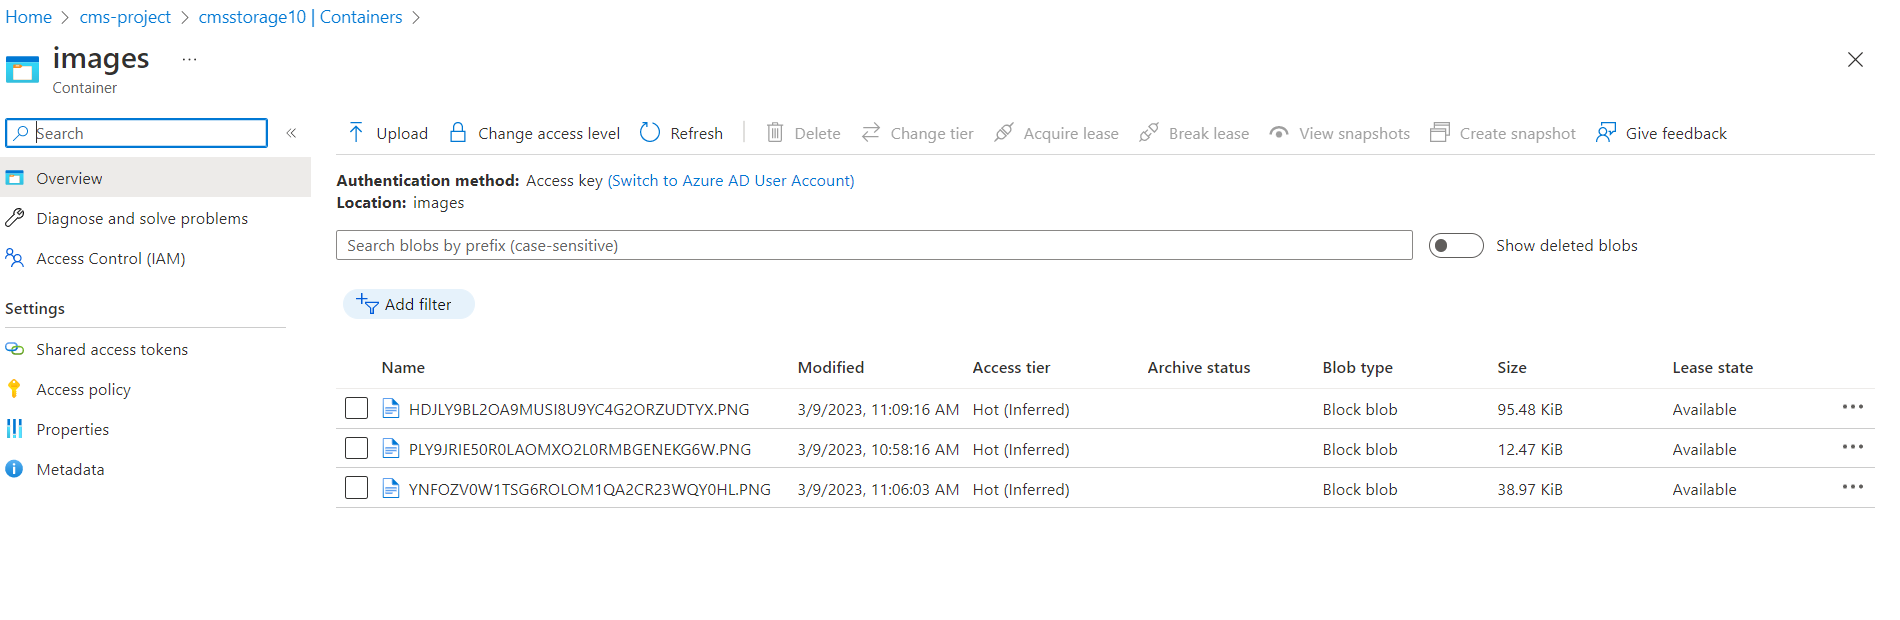 Home > cms-project > cmsstorage10 | Containers >
images ...
Container
Search «
Overview
Diagnose and solve problems
Access Control (IAM)
Settings
Shared access tokens
Access policy
Properties
Metadata
Upload Change access level Refresh Delete Change tier Acquire lease Break lease View snapshots Create snapshot Give feedback
Authentication method: Access key (Switch to Azure AD User Account)
Location: images
Search blobs by prefix (case-sensitive) Show deleted blobs
Add filter
Name Modified Access tier Archive status Blob type Size Lease state
HDJLY9BL2OA9MUSI8U9YC4G2ORZUDTYX.PNG 3/9/2023, 11:09:16 AM Hot (Inferred) Block blob 95.48 KiB Available ...
PLY9JRIE50R0LAOMXO2L0RMBGENEKG6W.PNG 3/9/2023, 10:58:16 AM Hot (Inferred) Block blob 12.47 KiB Available ...
YNFOZV0W1TSG6ROLOM1QA2CR23WQY0HL.PNG 3/9/2023, 11:06:03 AM Hot (Inferred) Block blob 38.97 KiB Available ...